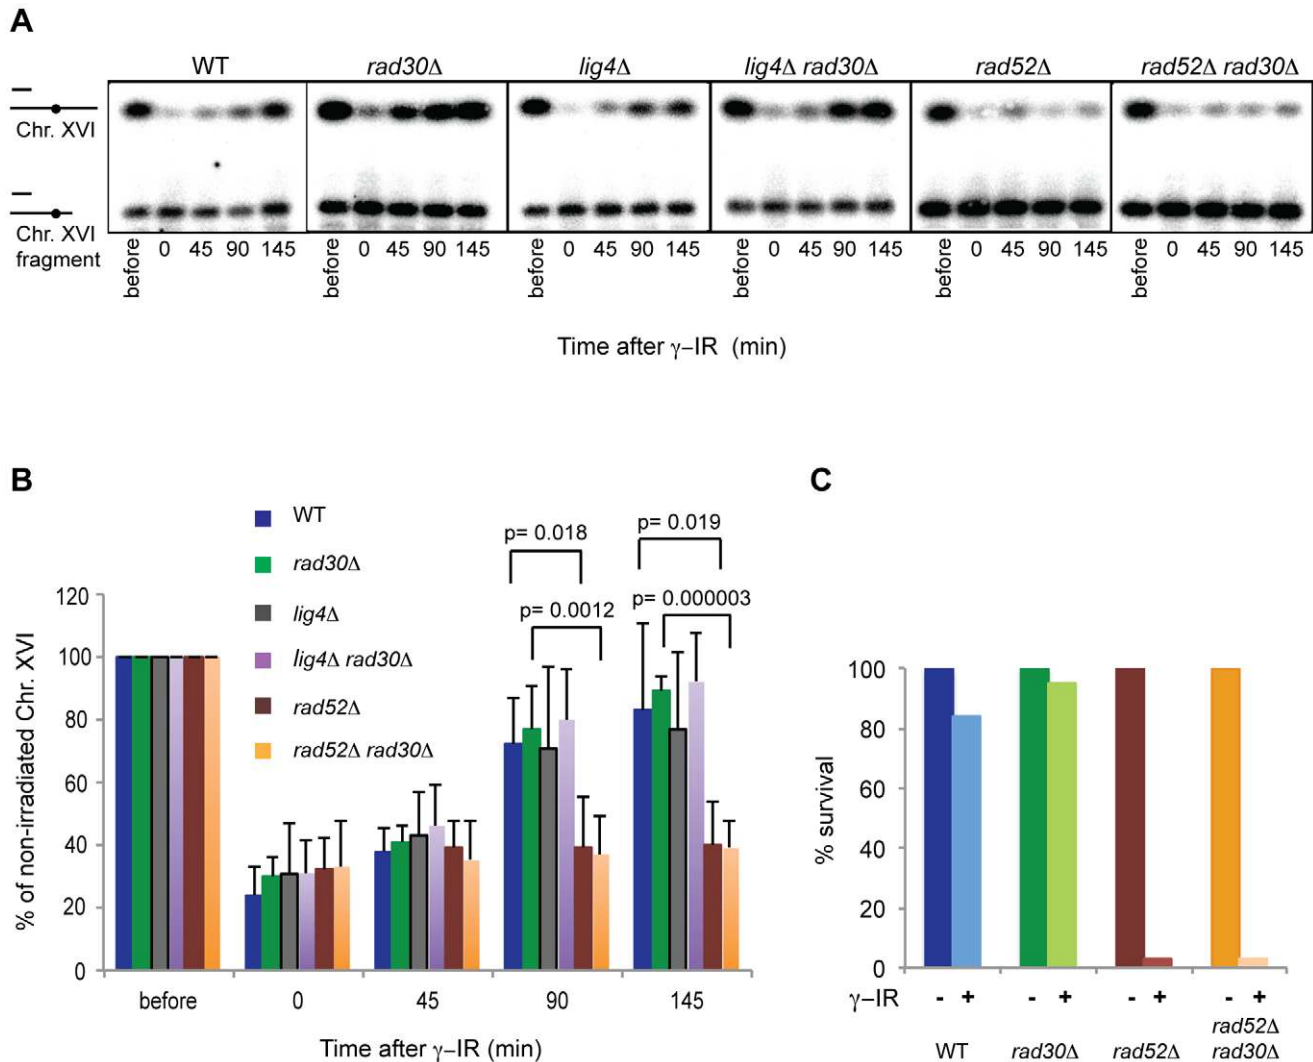 A
WT rad30Δ lig4Δ lig4Δ rad30Δ rad52Δ rad52Δ rad30Δ
Chr. XVI
Chr. XVI
fragment
before 0 45 90 145 before 0 45 90 145 before 0 45 90 145 before 0 45 90 145 before 0 45 90 145 before 0 45 90 145
Time after γ–IR (min)
B
WT
rad30Δ
lig4Δ
lig4Δ rad30Δ
rad52Δ
rad52Δ rad30Δ
p= 0.018
p= 0.0012
p= 0.019
p= 0.000003
% of non-irradiated Chr. XVI
120
100
80
60
40
20
0
before 0 45 90 145
Time after γ–IR (min)
C
% survival
100
80
60
40
20
0
γ–IR - + - + - + - +
WT rad30Δ rad52Δ rad52Δ
rad30Δ